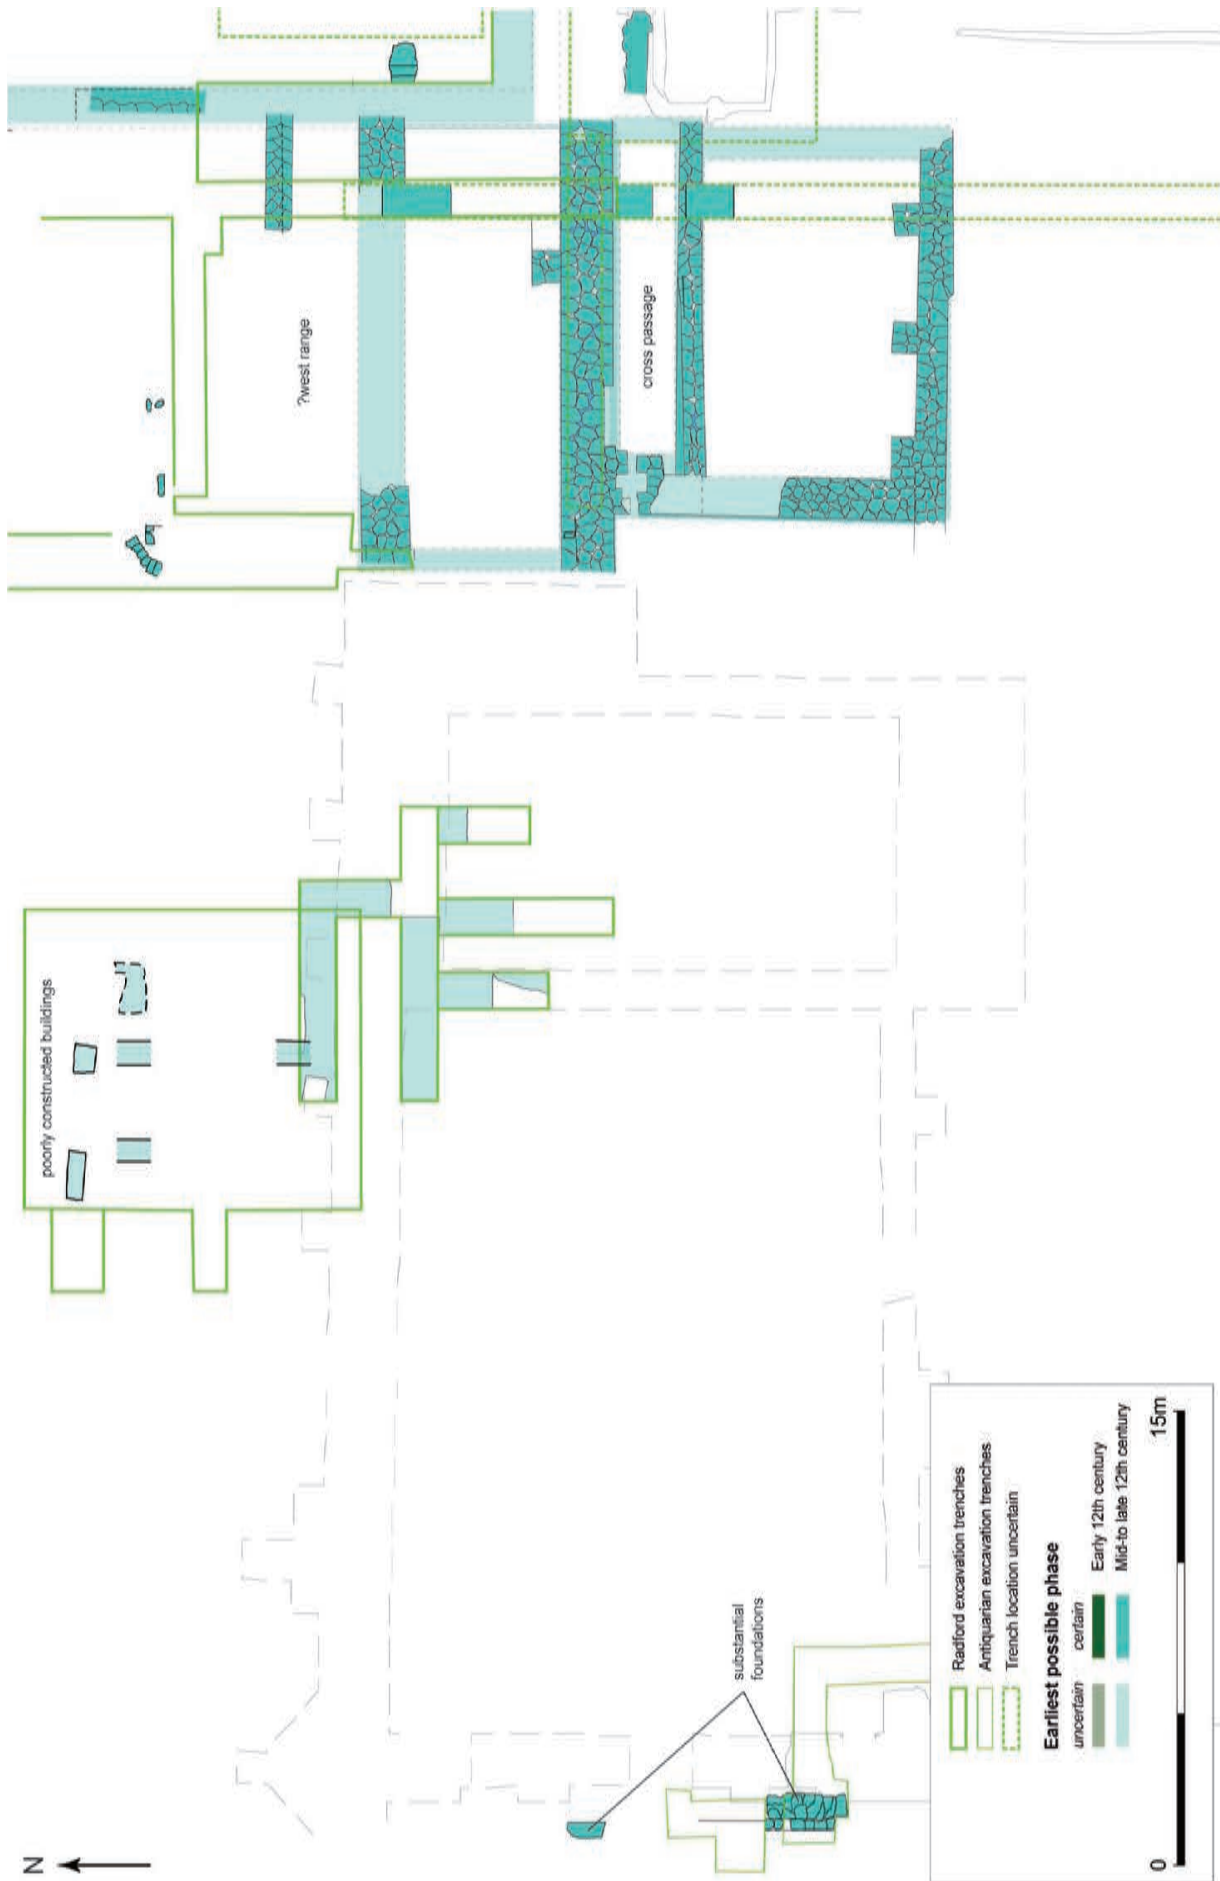 N
poorly constructed buildings
?west range
cross passage
substantial
foundations
Radford excavation trenches
Antiquarian excavation trenches
Trench location uncertain
Earliest possible phase
uncertain certain
Early 12th century
Mid-to late 12th century
0 15m